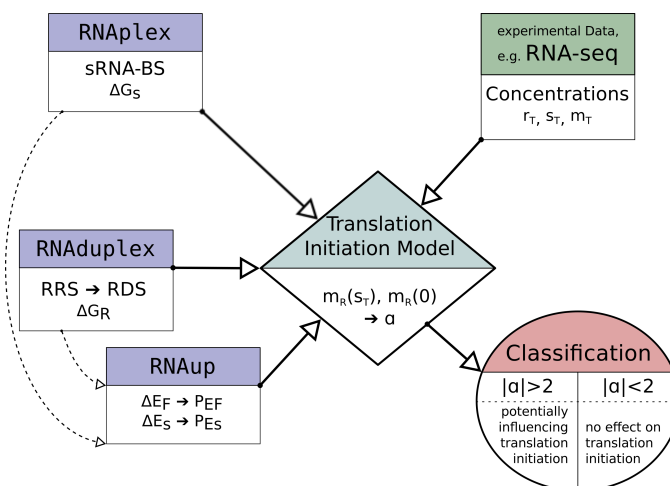 RNAplex
sRNA-BS
ΔGs
experimental Data,
e.g. RNA-seq
Concentrations
rT, sT, mT
Translation
Initiation Model
mR(sT), mR(0)
➔ α
RNAduplex
RRS ➔ RDS
ΔGR
RNAup
ΔEF ➔ PEF
ΔEs ➔ PEs
Classification
|α|>2
|α|<2
potentially
influencing
translation
initiation
no effect on
translation
initiation